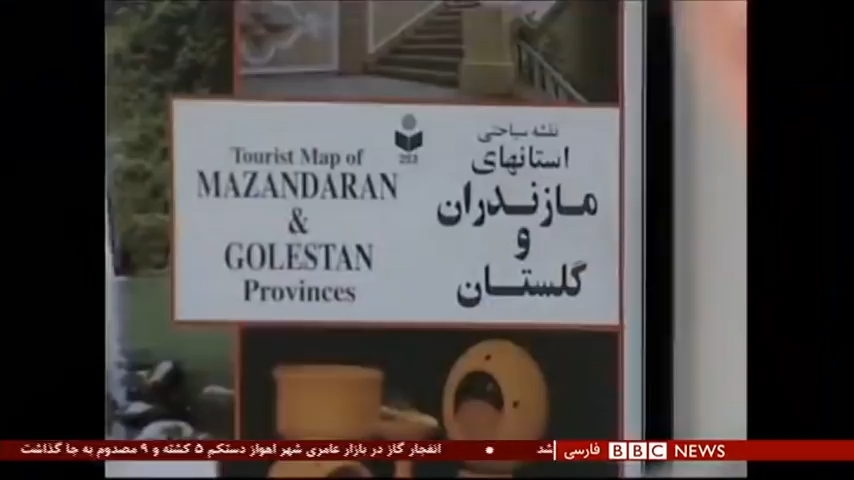 Tourist Map of
MAZANDARAN
&
GOLESTAN
Provinces
253
نقشه سیاحتی
استانهای
مازندران
و
گلستان
انفجار گاز در بازار عامری شهر اهواز دستکم ۵ کشته و ۹ مصدوم به جا گذاشت
شد
BBC NEWS فارسی